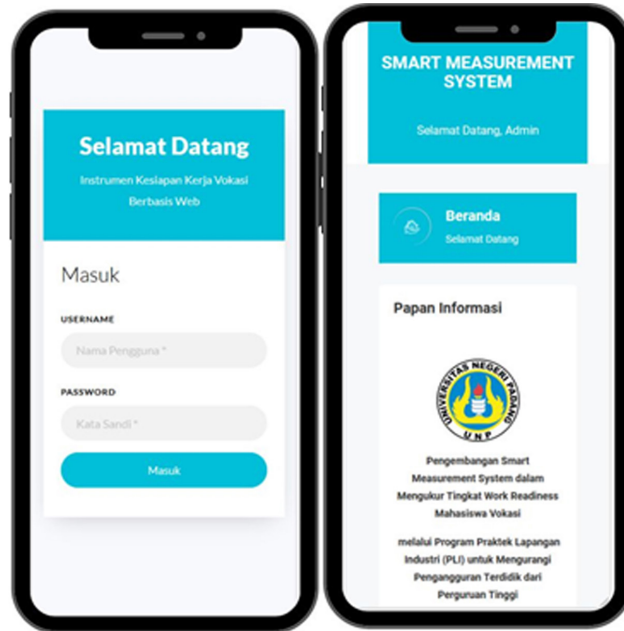 Selamat Datang
Instrumen Kesiapan Kerja Vokasi
Berbasis Web
Masuk
USERNAME
Nama Pengguna *
PASSWORD
Kata Sandi *
Masuk
SMART MEASUREMENT
SYSTEM
Selamat Datang, Admin
Beranda
Selamat Datang
Papan Informasi
UNIVERSITAS NEGERI PADANG
UNP
Pengembangan Smart
Measurement System dalam
Mengukur Tingkat Work Readiness
Mahasiswa Vokasi
melalui Program Praktek Lapangan
Industri (PLI) untuk Mengurangi
Pengangguran Terdidik dari
Perguruan Tinggi